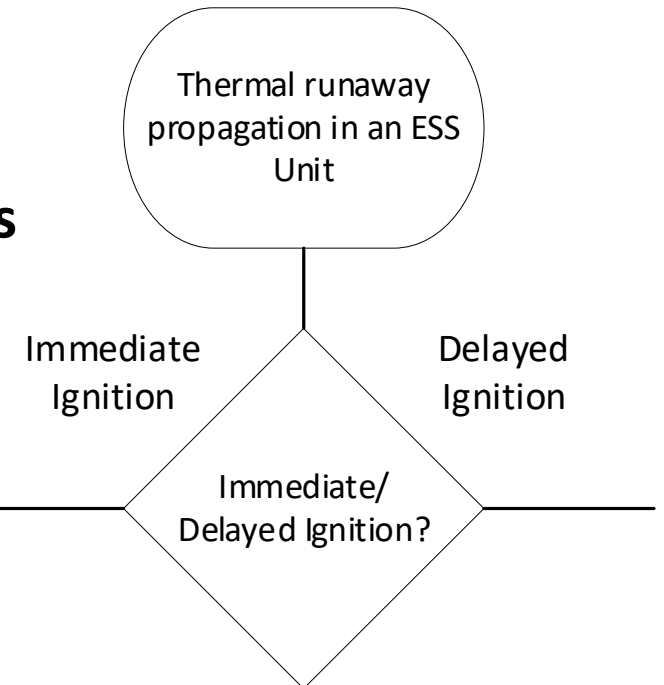 Thermal runaway
propagation in an ESS
Unit
s
Immediate
Ignition
Delayed
Ignition
Immediate/
Delayed Ignition?